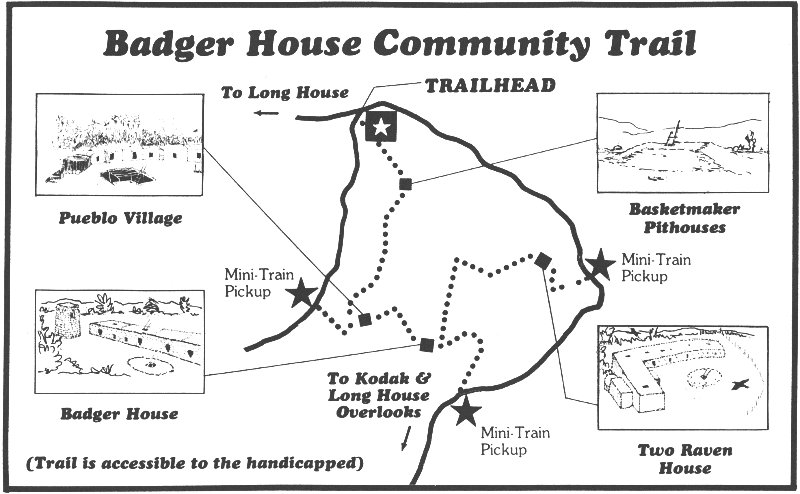 Badger House Community Trail
To Long House
TRAILHEAD
Pueblo Village
Basketmaker
Pithouses
Mini-Train
Pickup
Mini-Train
Pickup
Badger House
To Kodak &
Long House
Overlooks
Mini-Train
Pickup
Two Raven
House
(Trail is accessible to the handicapped)